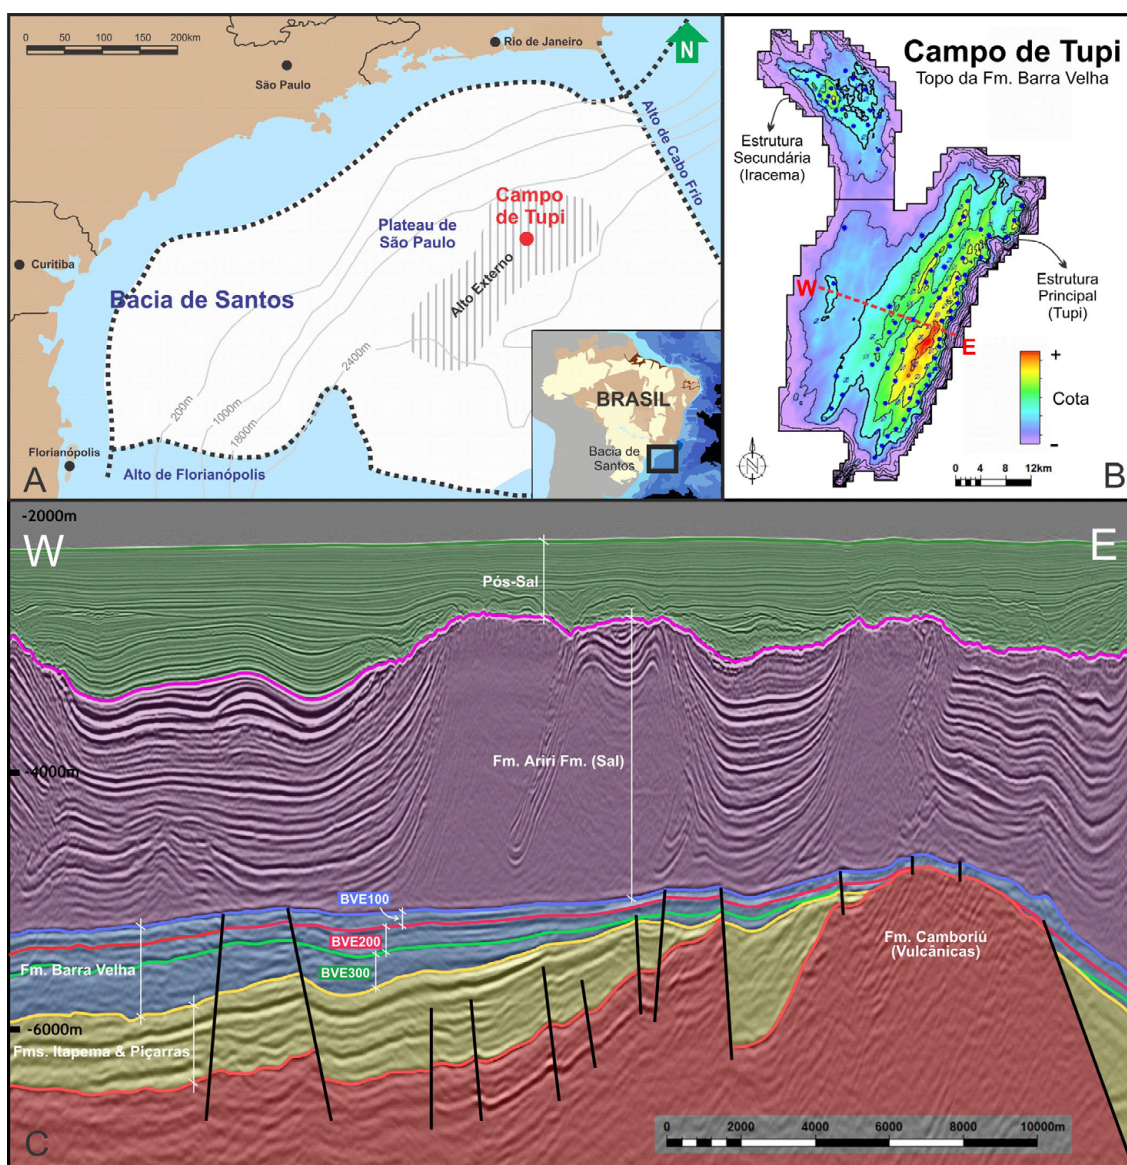 0 50 100 150 200km
Rio de Janeiro
N
São Paulo
Alto de Cabo Frio
Campo
de Tupi
Plateau de
São Paulo
Curitiba
Alto Externo
Bacia de Santos
2400m
200m
1000m
1800m
BRASIL
Florianópolis
Bacia de
Santos
Alto de Florianópolis
A
Campo de Tupi
Topo da Fm. Barra Velha
Estrutura
Secundária
(Iracema)
W
Estrutura
Principal
(Tupi)
E
+
Cota
-
N
0 4 8 12km
B
-2000m
W
E
Pós-Sal
Fm. Ariri Fm. (Sal)
-4000m
BVE100
BVE200
BVE300
Fm. Barra Velha
Fm. Camboriú
(Vulcânicas)
-6000m
Fms. Itapema & Piçarras
0 2000 4000 6000 8000 10000m
C